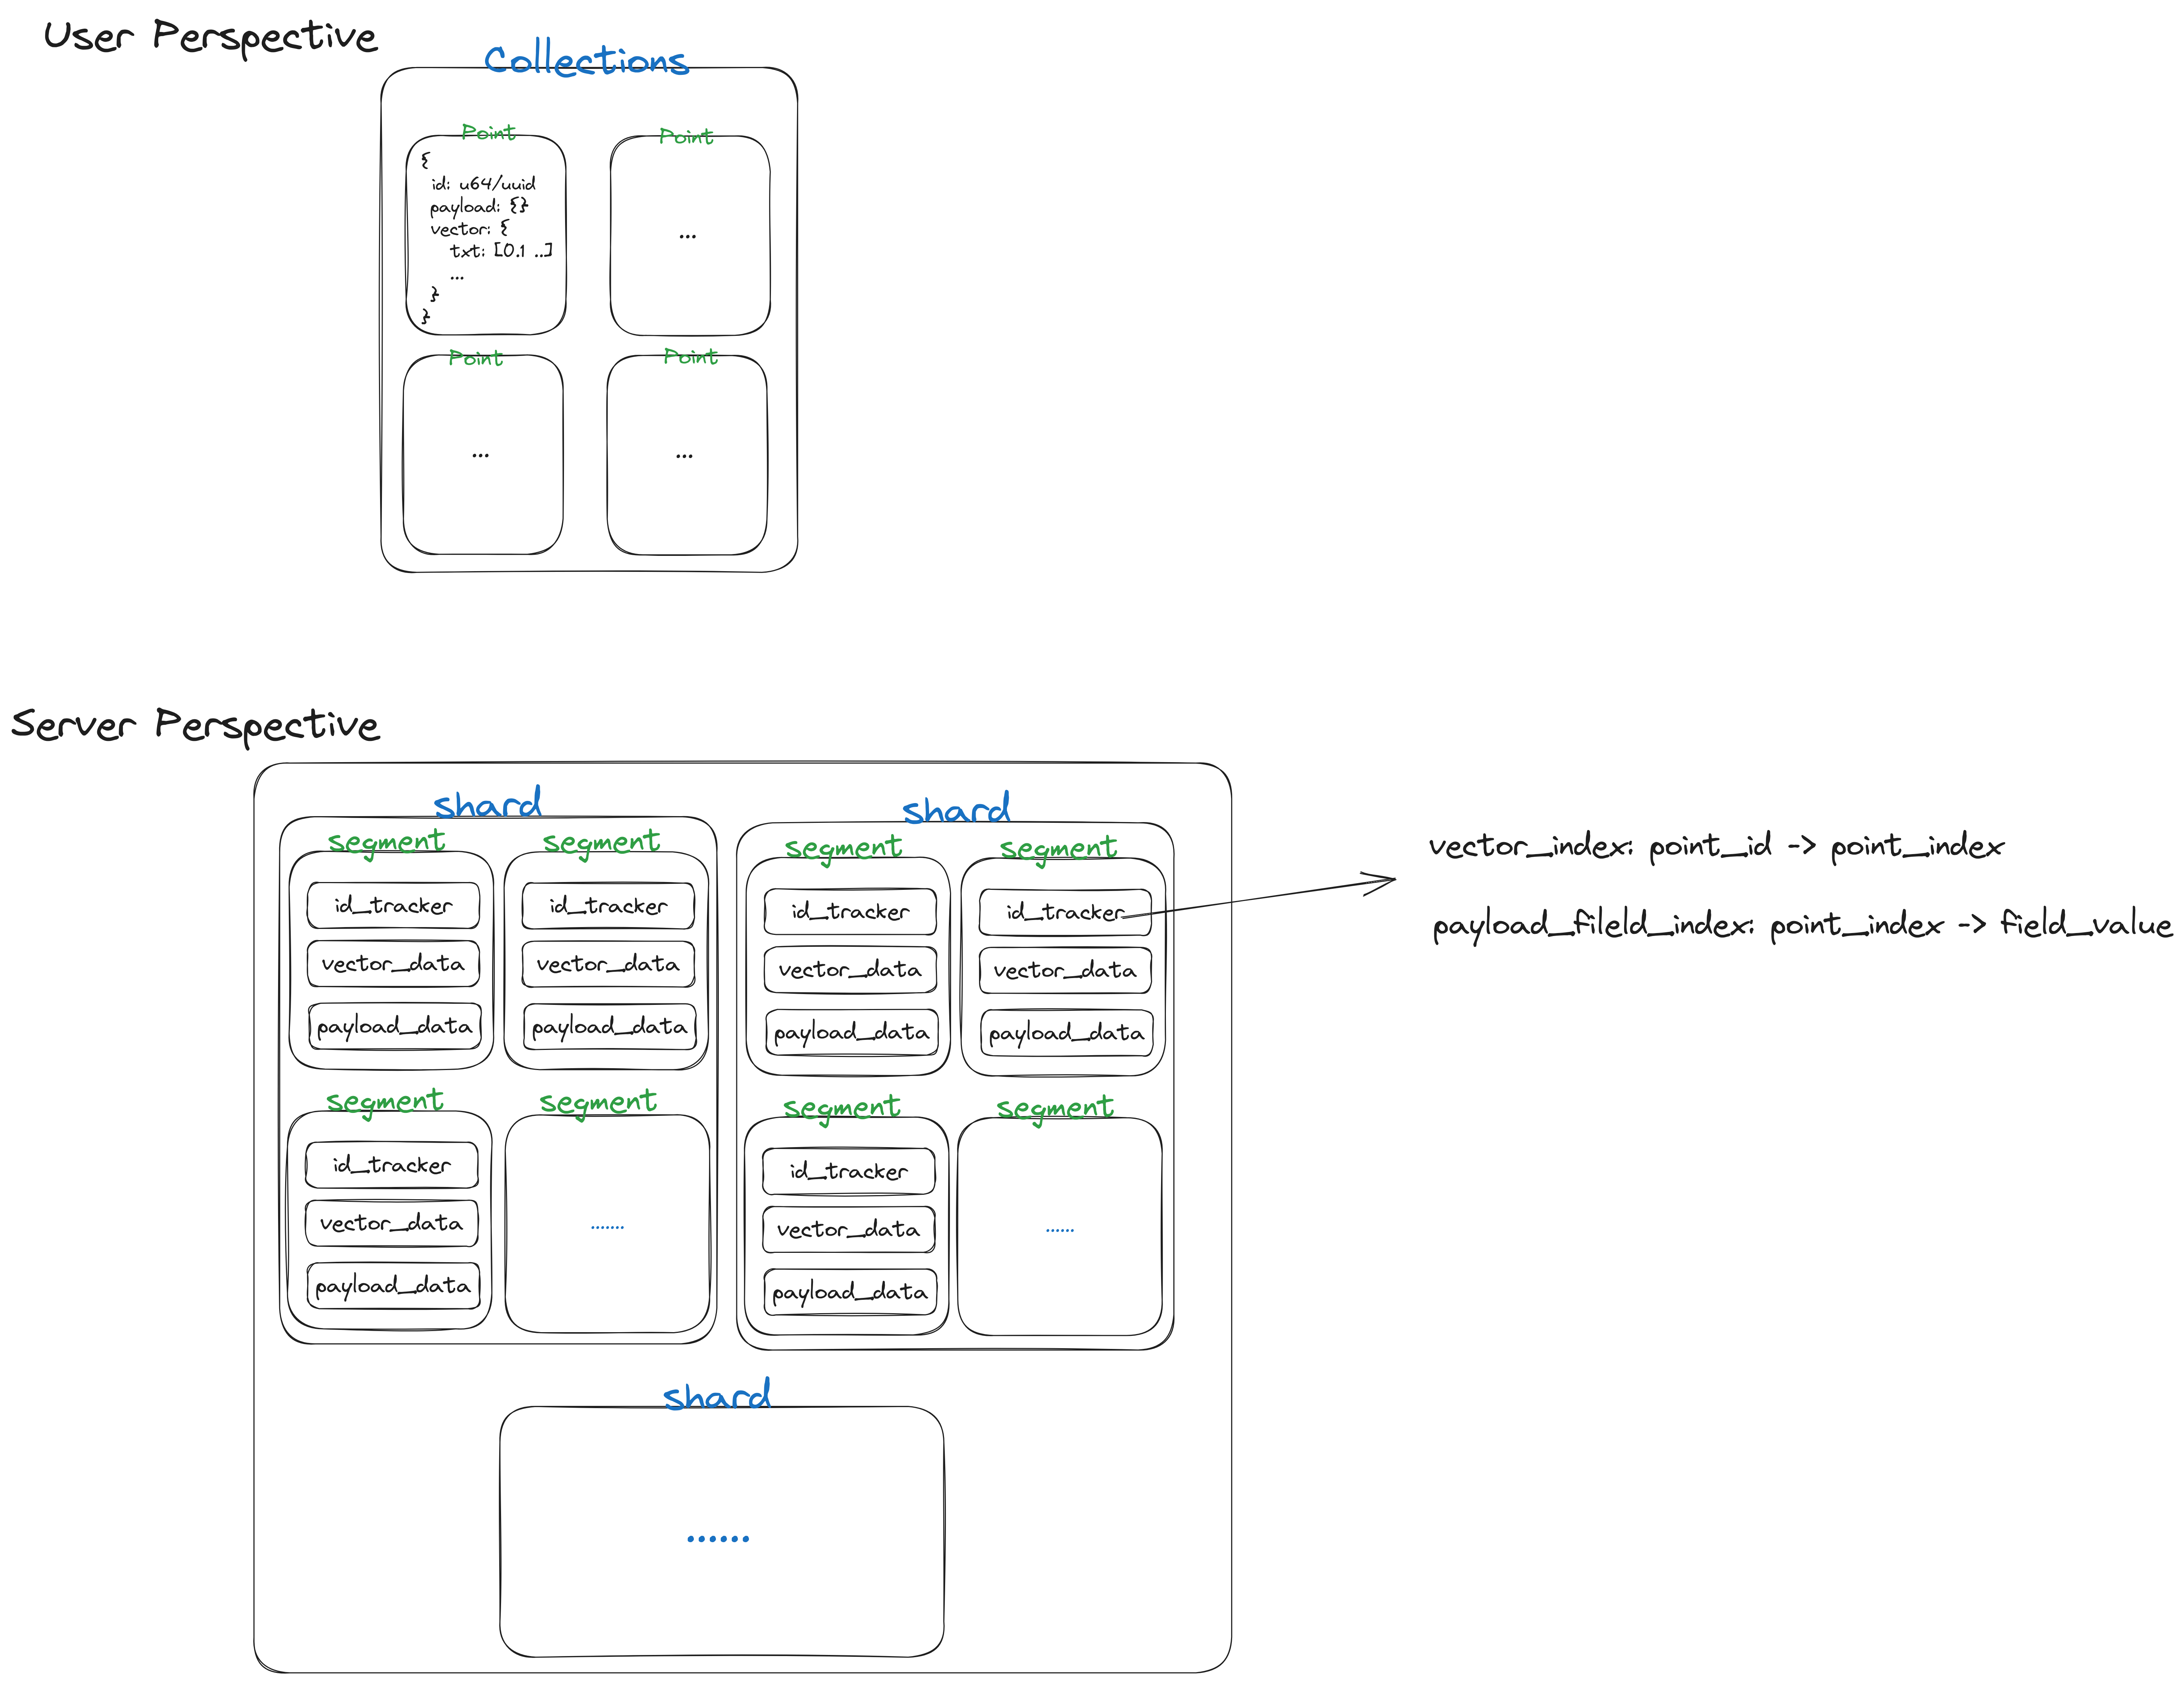 User Perspective
Collections
Point
Point
{
id: u64/uuid
payload: {}
vector: {
txt: [0.1 ..]
...
}
}
...
Point
Point
...
...
Server Perspective
shard
shard
segment
segment
segment
segment
id_tracker
id_tracker
id_tracker
id_tracker
vector_data
vector_data
vector_data
vector_data
payload_data
payload_data
payload_data
payload_data
vector_index: point_id -> point_index
payload_fileld_index: point_index -> field_value
segment
segment
segment
segment
id_tracker
id_tracker
vector_data
.......
vector_data
......
payload_data
payload_data
shard
......